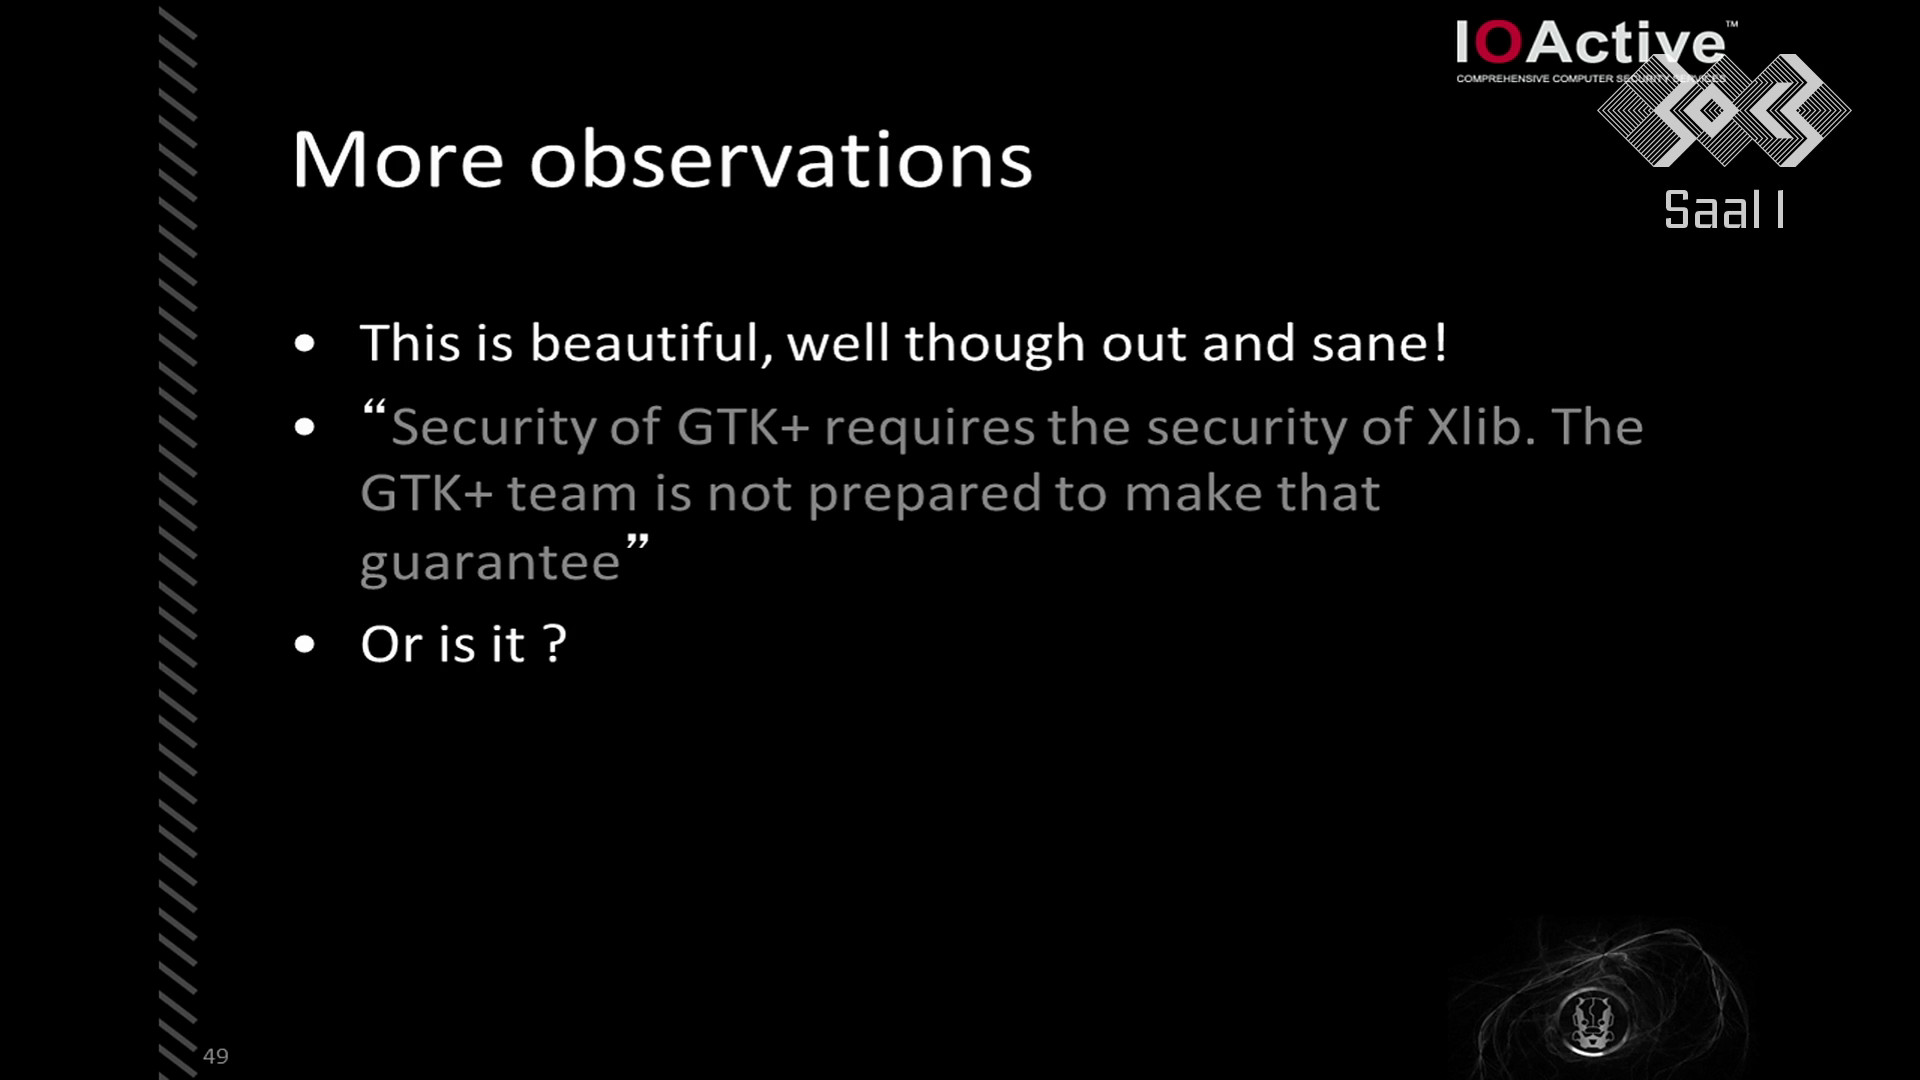 IOActive™
COMPREHENSIVE COMPUTER SECURITY SERVICES
Saal 1
More observations
• This is beautiful, well though out and sane!
• “Security of GTK+ requires the security of Xlib. The
GTK+ team is not prepared to make that
guarantee”
• Or is it ?
49